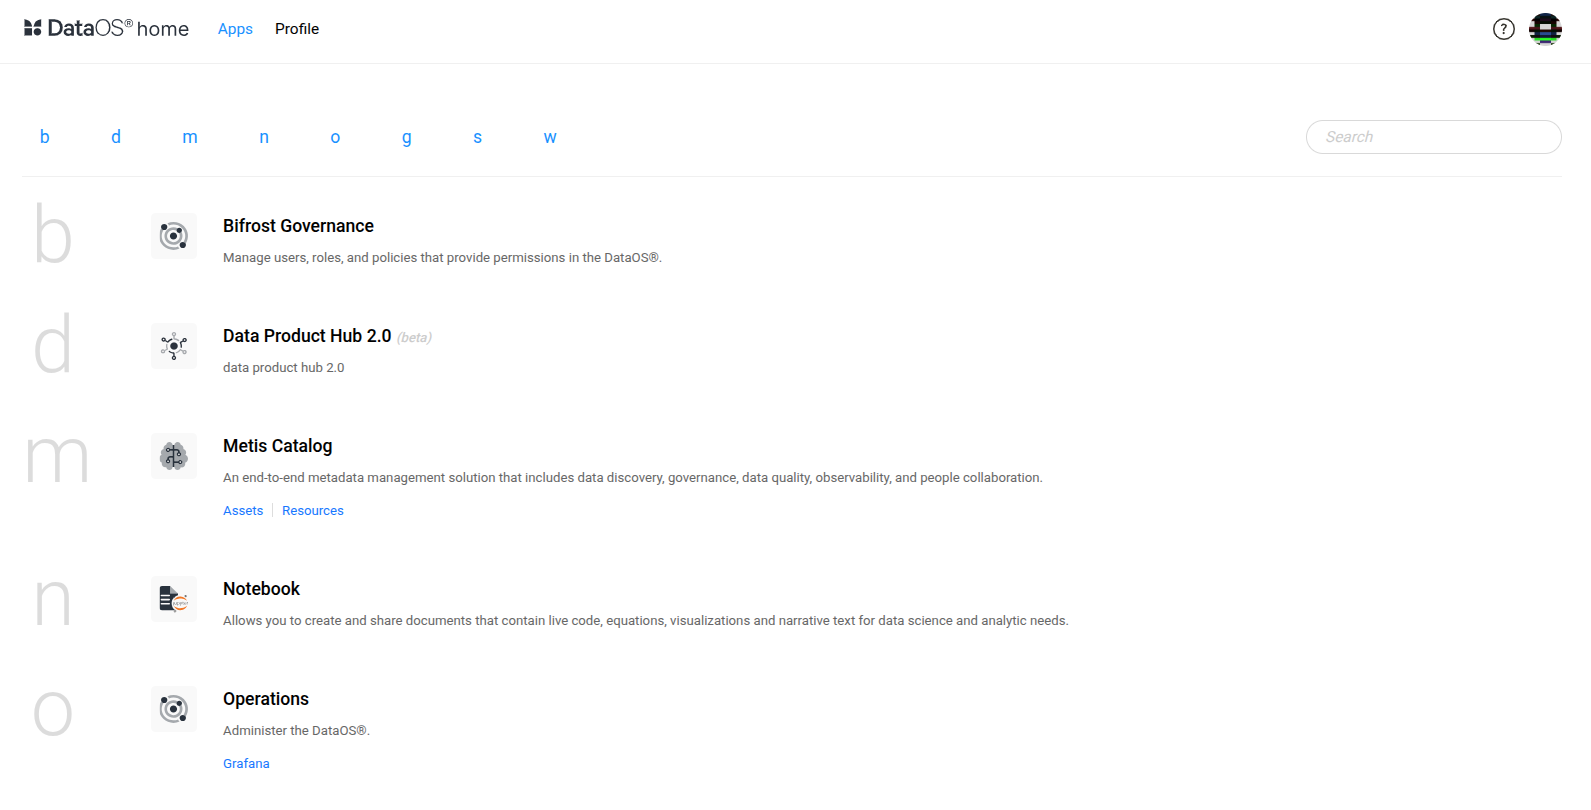 DataOS® home Apps Profile ?
b d m n o g s w Search
b
Bifrost Governance
Manage users, roles, and policies that provide permissions in the DataOS®.
d
Data Product Hub 2.0 (beta)
data product hub 2.0
m
Metis Catalog
An end-to-end metadata management solution that includes data discovery, governance, data quality, observability, and people collaboration.
Assets Resources
n
Notebook
Allows you to create and share documents that contain live code, equations, visualizations and narrative text for data science and analytic needs.
o
Operations
Administer the DataOS®.
Grafana